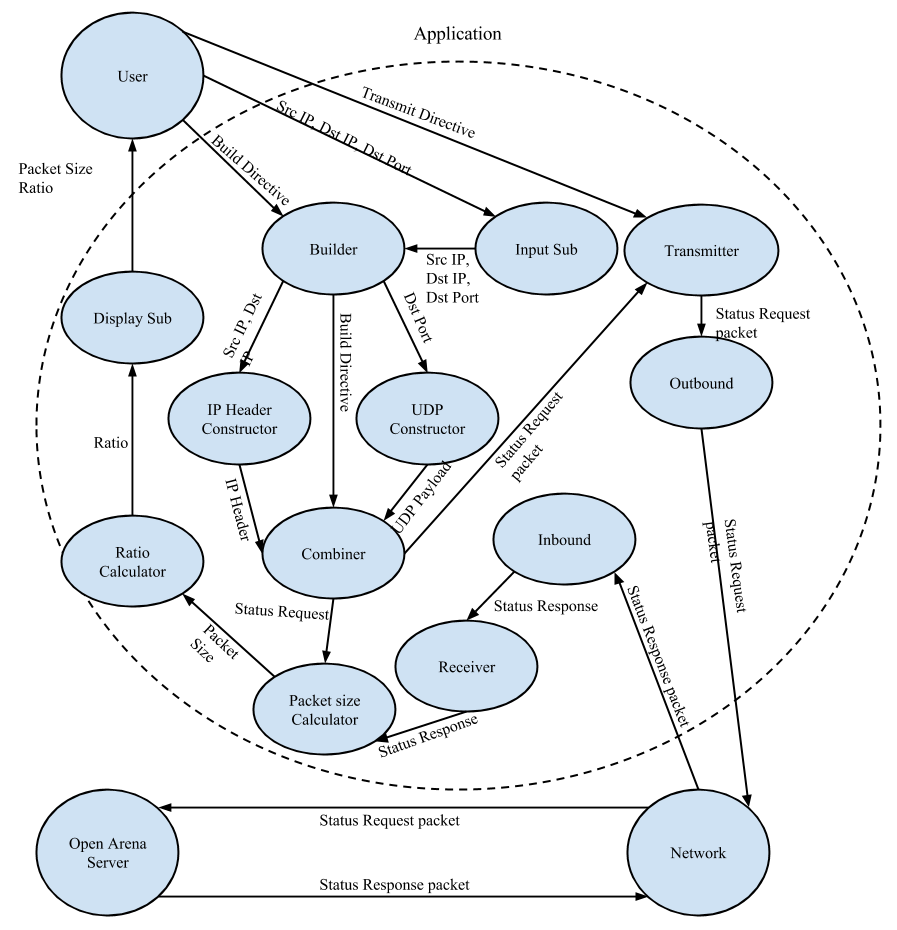 Application
User
Transmit Directive
Src IP, Dst IP, Dst Port
Build Directive
Packet Size
Ratio
Builder
Input Sub
Transmitter
Src IP,
Dst IP,
Dst Port
Display Sub
Src IP, Dst
IP
Build Directive
Dst Port
Status Request
packet
Outbound
IP Header
Constructor
UDP
Constructor
Ratio
Status Request
packet
IP Header
UDP Payload
Ratio
Calculator
Combiner
Inbound
Status Request
packet
Status Request
Status Response
Status Response packet
Packet
Size
Receiver
Packet size
Calculator
Status Response
Open Arena
Server
Status Request packet
Network
Status Response packet